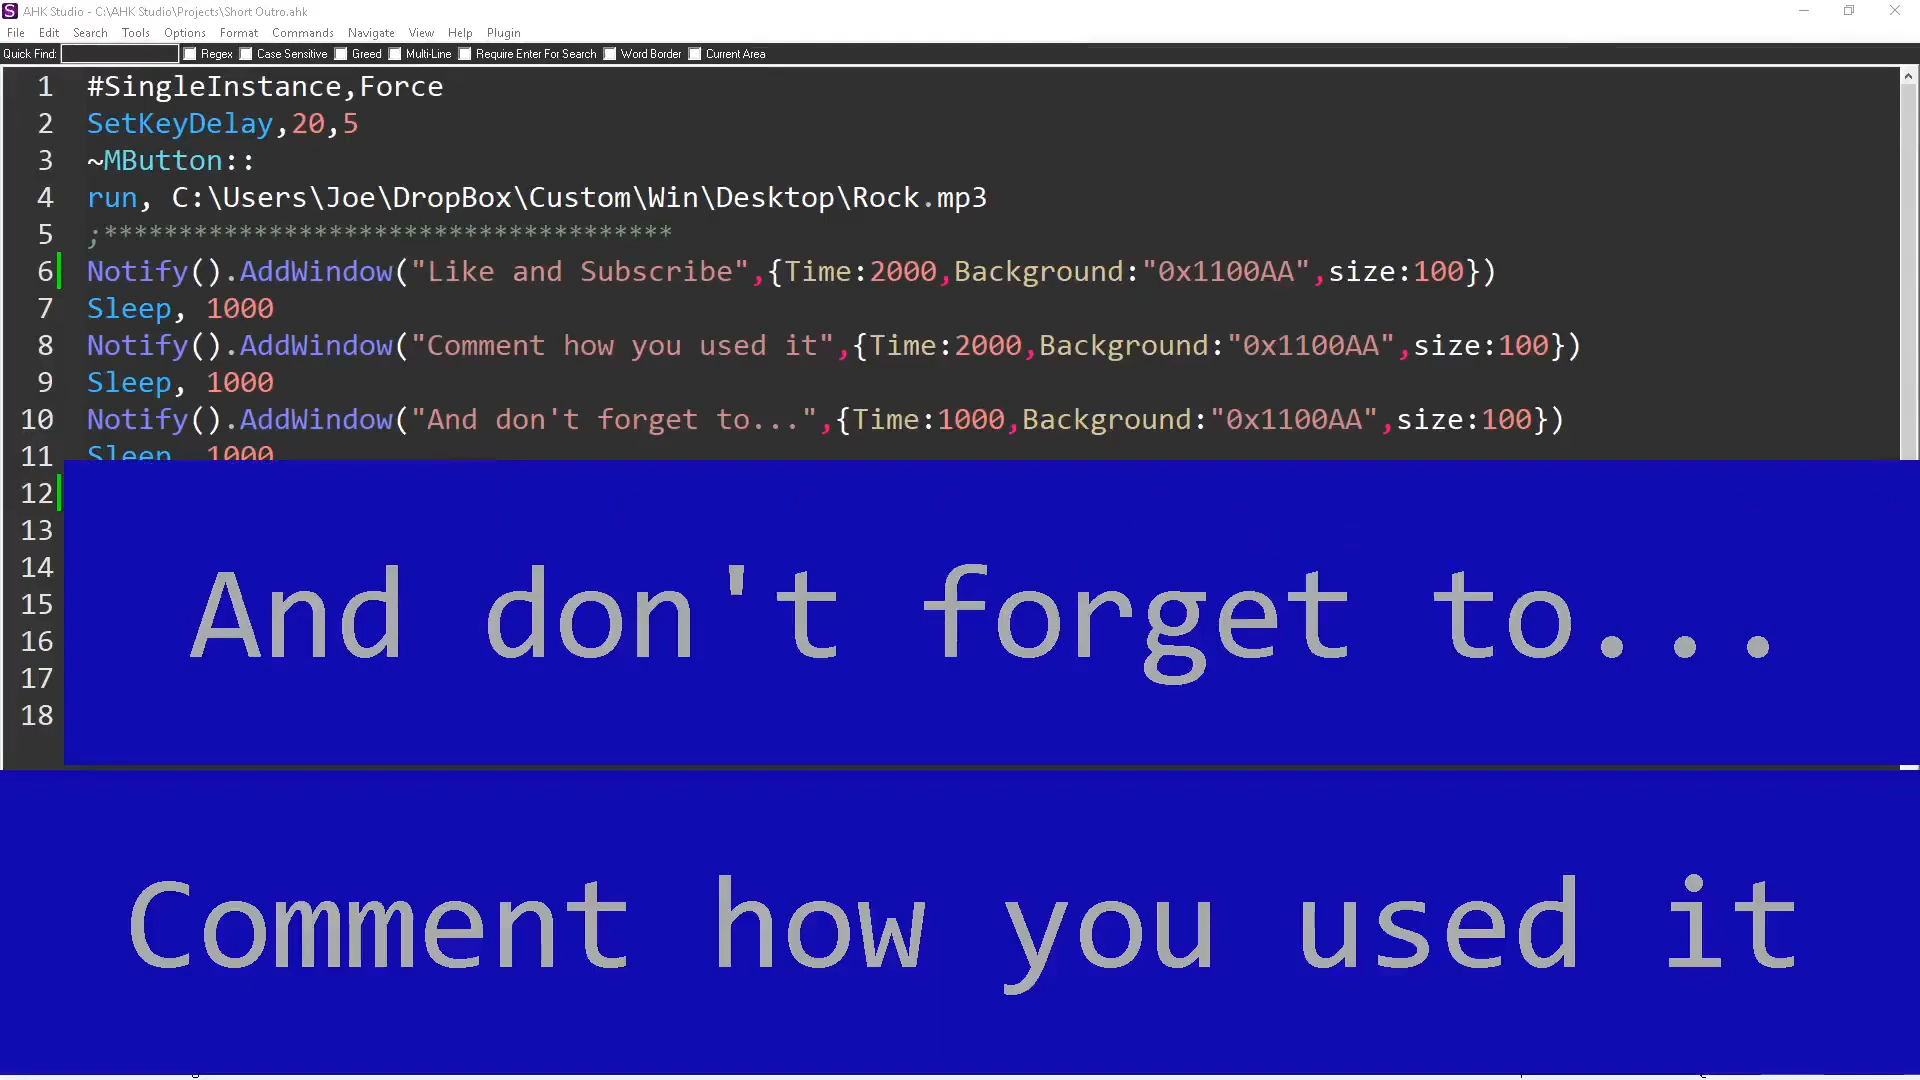 AHK Studio - C:\AHK Studio\Projects\Short Outro.ahk
File Edit Search Tools Options Format Commands Navigate View Help Plugin
Quick Find: Regex Case Sensitive Greed Multi-Line Require Enter For Search Word Border Current Area
1 #SingleInstance,Force
2 SetKeyDelay,20,5
3 ~MButton::
4 run, C:\Users\Joe\DropBox\Custom\Win\Desktop\Rock.mp3
5 ;**********************************
6 Notify().AddWindow("Like and Subscribe",{Time:2000,Background:"0x1100AA",size:100})
7 Sleep, 1000
8 Notify().AddWindow("Comment how you used it",{Time:2000,Background:"0x1100AA",size:100})
9 Sleep, 1000
10 Notify().AddWindow("And don't forget to...",{Time:1000,Background:"0x1100AA",size:100})
11 Sleep, 1000
12
13
14
15
16
17
18
And don't forget to...
Comment how you used it